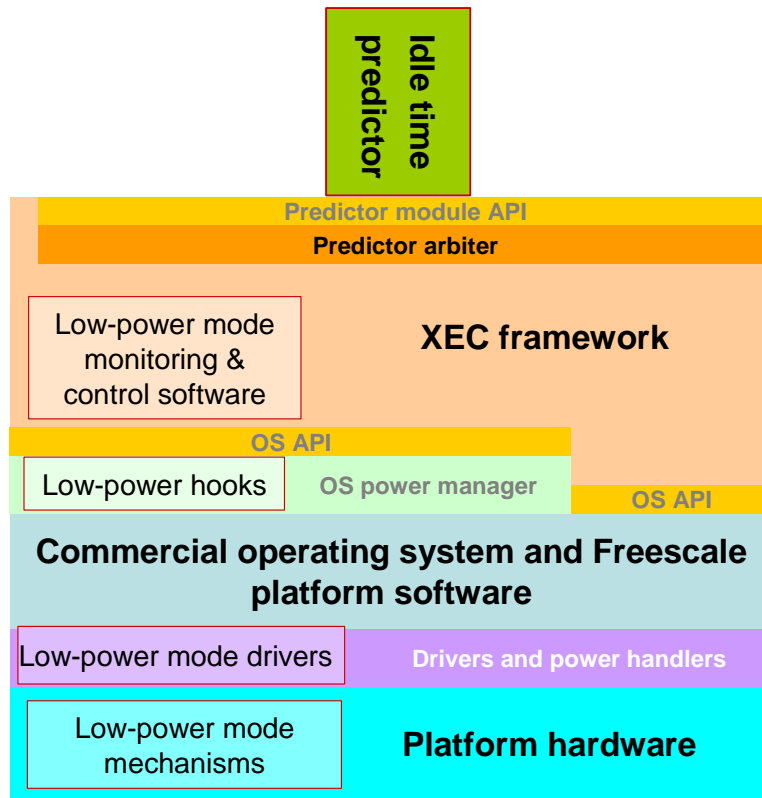 Idle time
predictor
Predictor module API
Predictor arbiter
Low-power mode
monitoring &
control software
XEC framework
OS API
Low-power hooks
OS power manager
OS API
Commercial operating system and Freescale
platform software
Low-power mode drivers
Drivers and power handlers
Low-power mode
mechanisms
Platform hardware